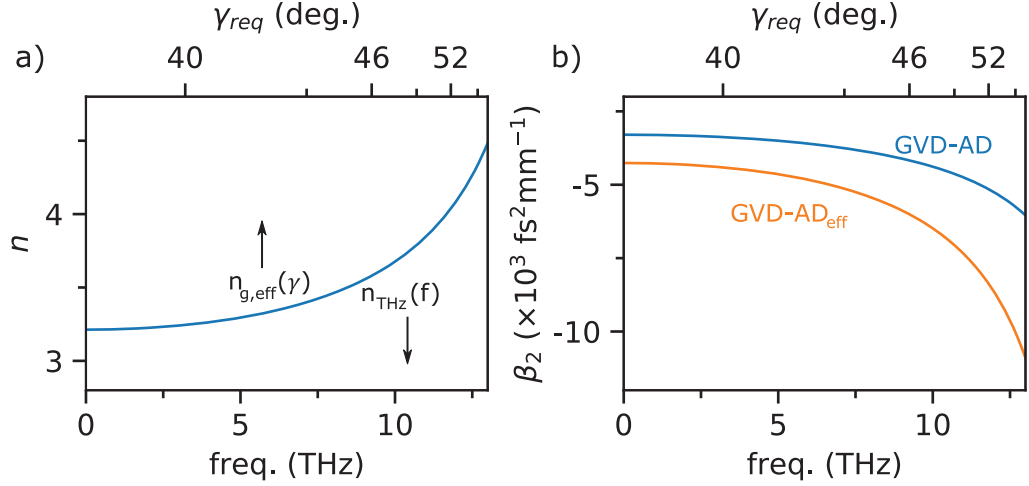 γreq (deg.)
a)
40 46 52
4
3
n
ng,eff(γ)
nTHz(f)
0 5 10
freq. (THz)
γreq (deg.)
b)
40 46 52
-5
-10
β2 (×10³ fs²mm⁻¹)
GVD-AD
GVD-ADeff
0 5 10
freq. (THz)